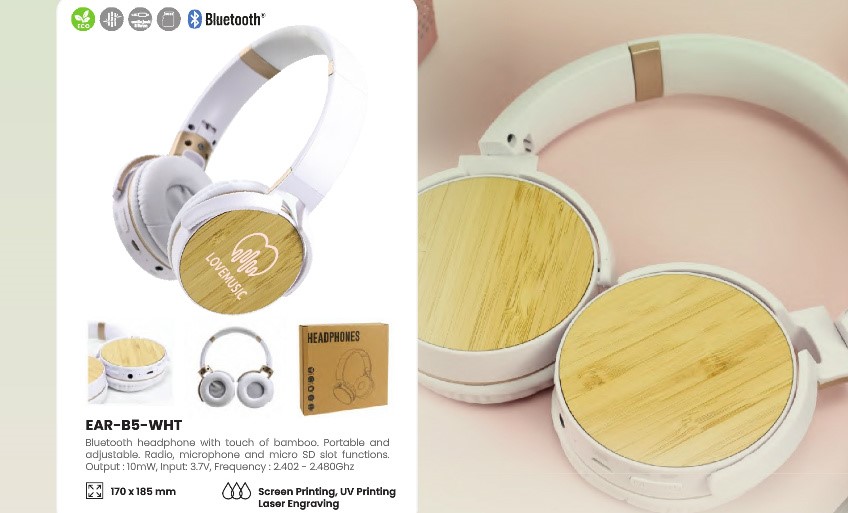 ECO
Bluetooth®
LOVEMUSIC
HEADPHONES
EAR-B5-WHT
Bluetooth headphone with touch of bamboo. Portable and
adjustable. Radio, microphone and micro SD slot functions.
Output : 10mW, Input: 3.7V, Frequency : 2.402 - 2.480Ghz
170 x 185 mm
Screen Printing, UV Printing
Laser Engraving